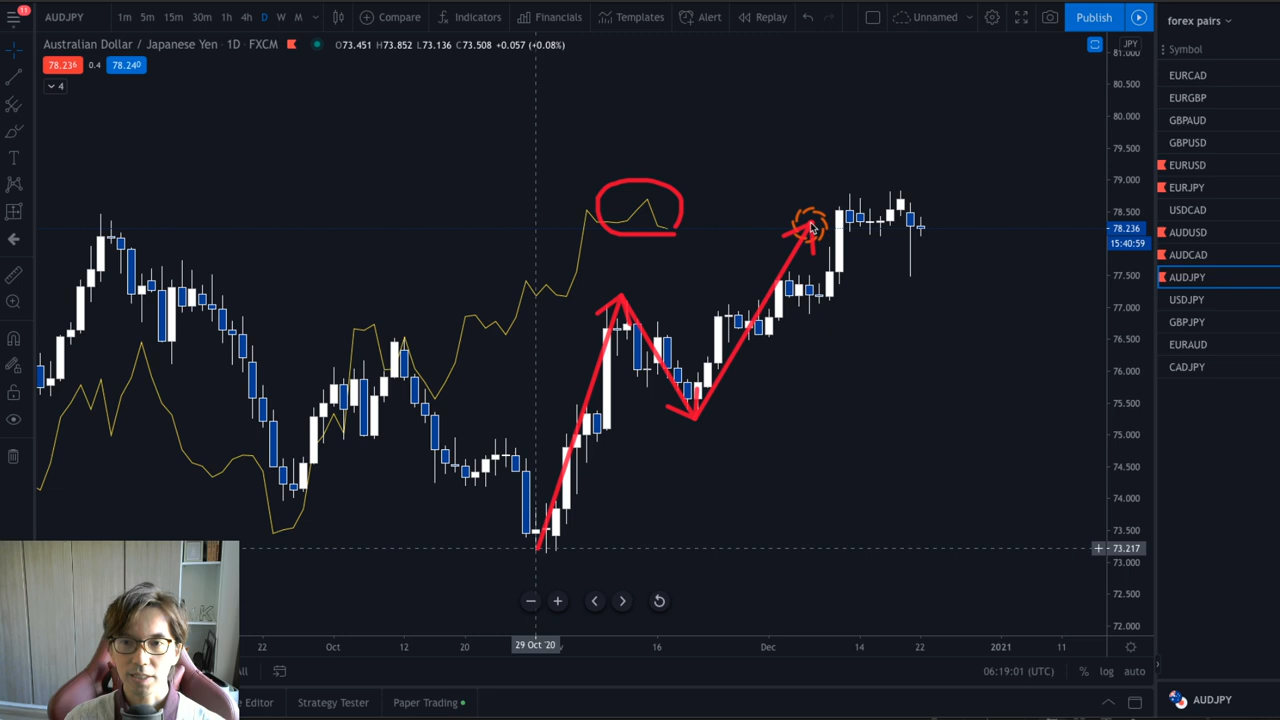 11
AUDJPY 1m 5m 15m 30m 1h 4h D W M Compare Indicators Financials Templates Alert Replay Unnamed Publish
forex pairs
Australian Dollar / Japanese Yen · 1D · FXCM O73.451 H73.852 L73.136 C73.508 +0.057 (+0.08%)
JPY
78.236 0.4 78.240
4
Symbol
EURCAD
EURGBP
GBPAUD
GBPUSD
EURUSD
EURJPY
USDCAD
AUDUSD
AUDCAD
AUDJPY
USDJPY
GBPJPY
EURAUD
CADJPY
81.000
80.500
80.000
79.500
79.000
78.500
78.236
15:40:59
77.500
77.000
76.500
76.000
75.500
75.000
74.500
74.000
73.500
73.217
73.000
72.500
72.000
22 Oct 12 20 29 Oct '20 16 Dec 14 22 2021 11
All 06:19:01 (UTC) % log auto
Editor Strategy Tester Paper Trading
AUDJPY